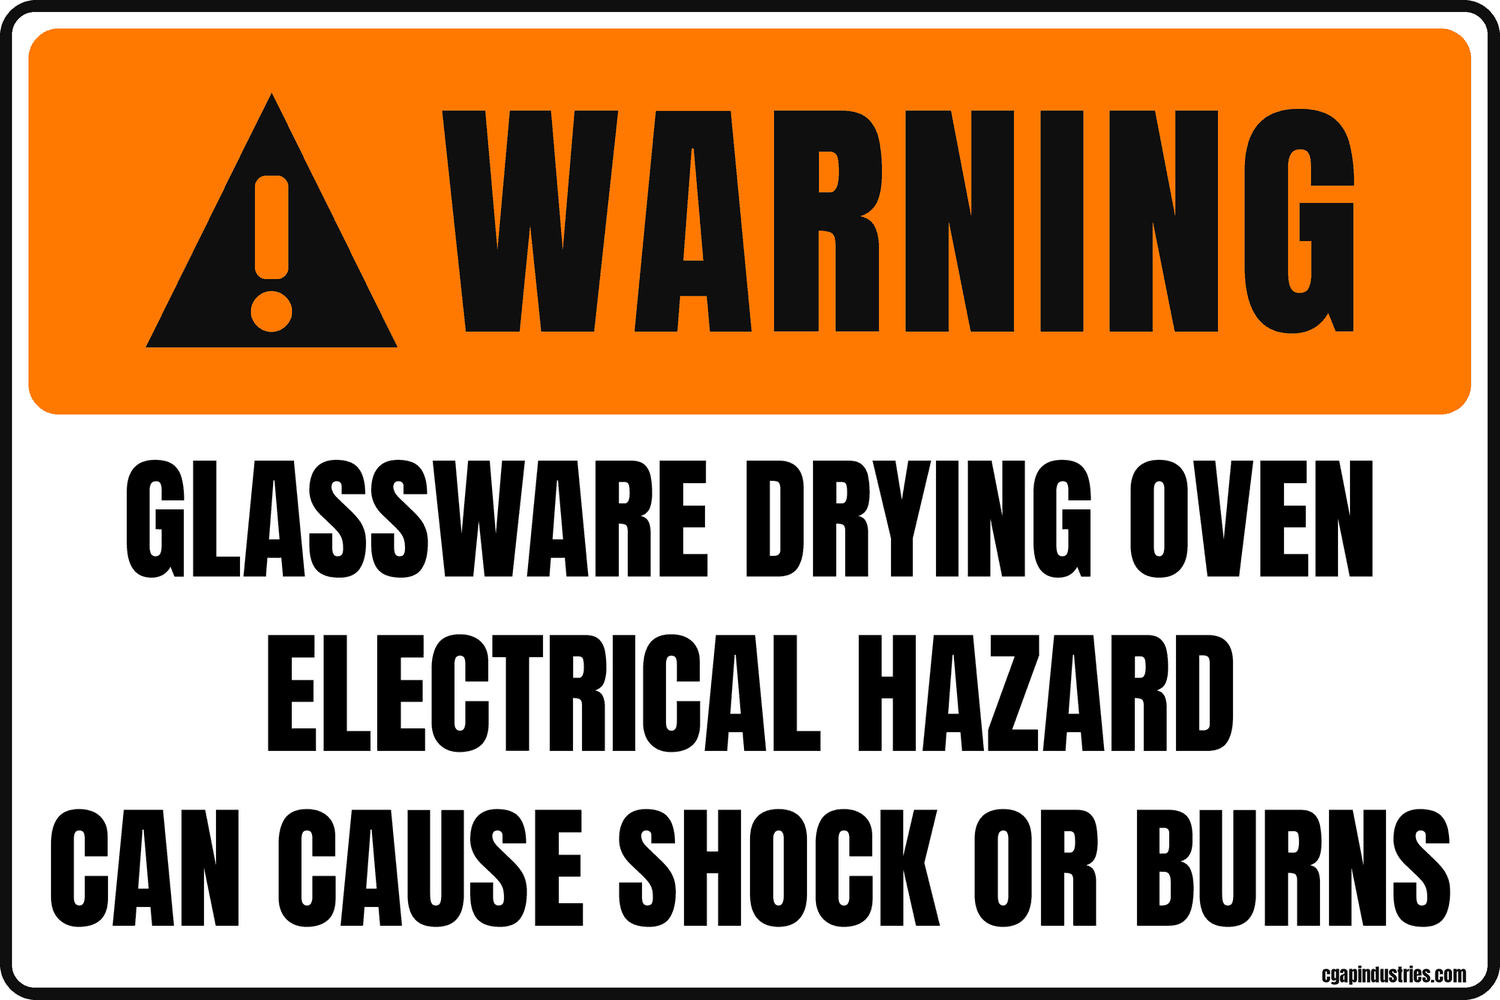 WARNING
GLASSWARE DRYING OVEN
ELECTRICAL HAZARD
CAN CAUSE SHOCK OR BURNS
cgapindustries.com